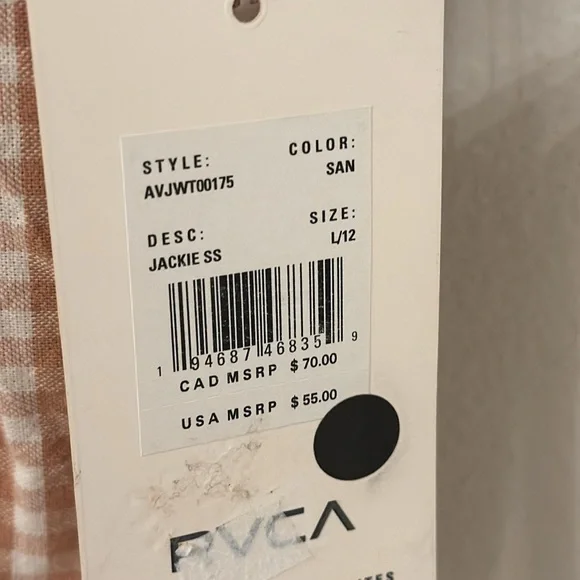 STYLE: COLOR:
AVJWT00175 SAN
DESC: SIZE:
JACKIE SS L/12
1 94687 46835 9
CAD MSRP $ 70.00
USA MSRP $ 55.00
RVCA